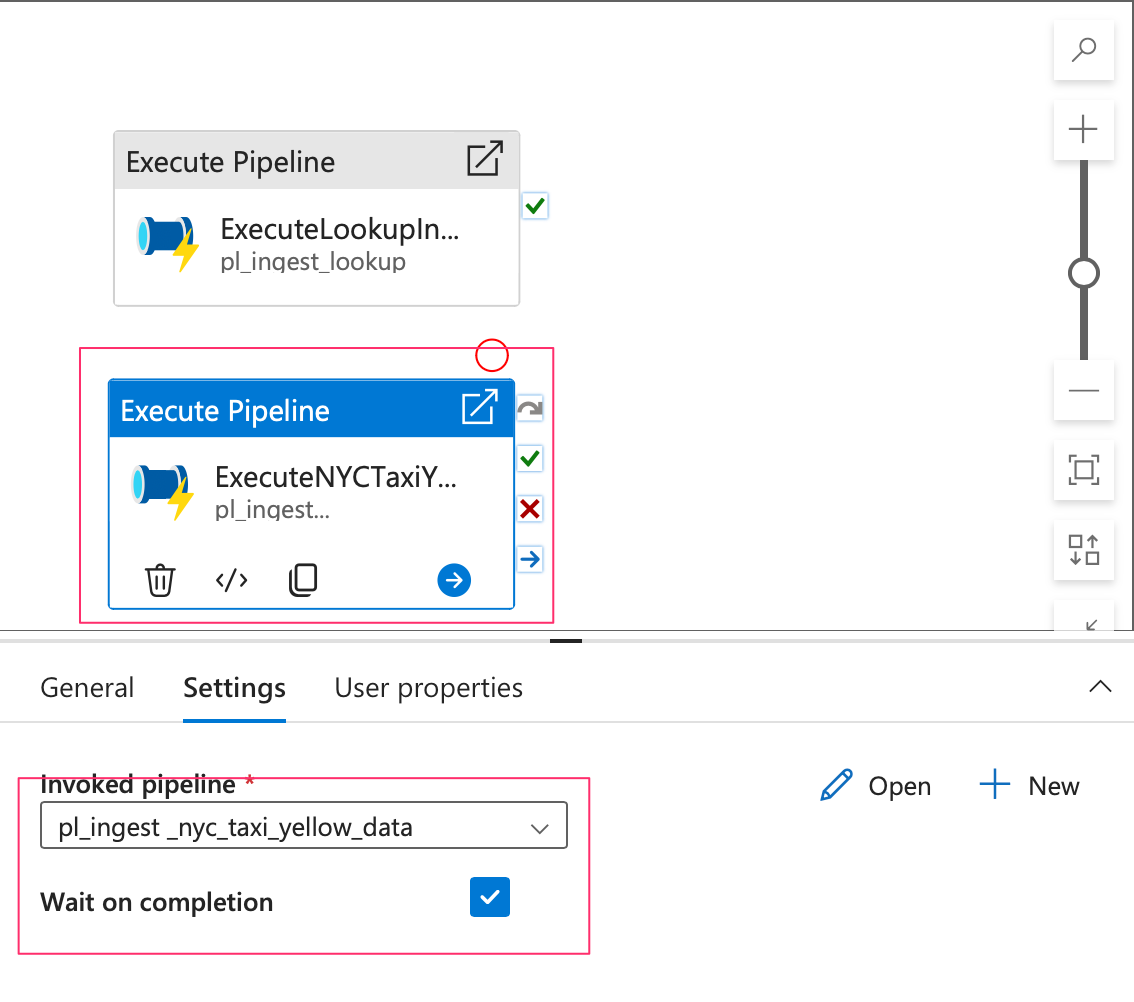 Execute Pipeline
ExecuteLookupIn...
pl_ingest_lookup
Execute Pipeline
ExecuteNYCTaxiY...
pl_ingest...
General Settings User properties
Invoked pipeline *
Open New
pl_ingest _nyc_taxi_yellow_data
Wait on completion